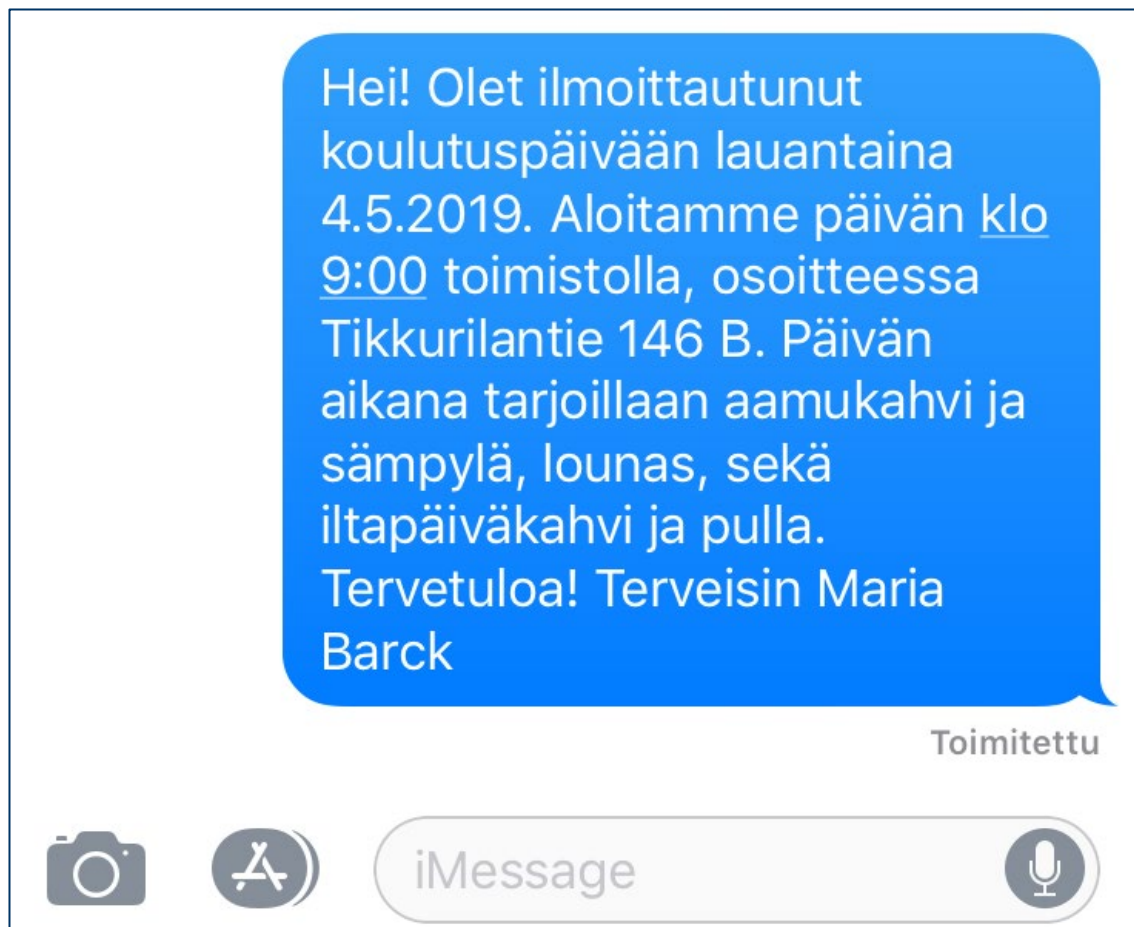 Hei! Olet ilmoittautunut
koulutuspäivään lauantaina
4.5.2019. Aloitamme päivän klo
9:00 toimistolla, osoitteessa
Tikkurilantie 146 B. Päivän
aikana tarjoillaan aamukahvi ja
sämpylä, lounas, sekä
iltapäiväkahvi ja pulla.
Tervetuloa! Terveisin Maria
Barck
Toimitettu
iMessage